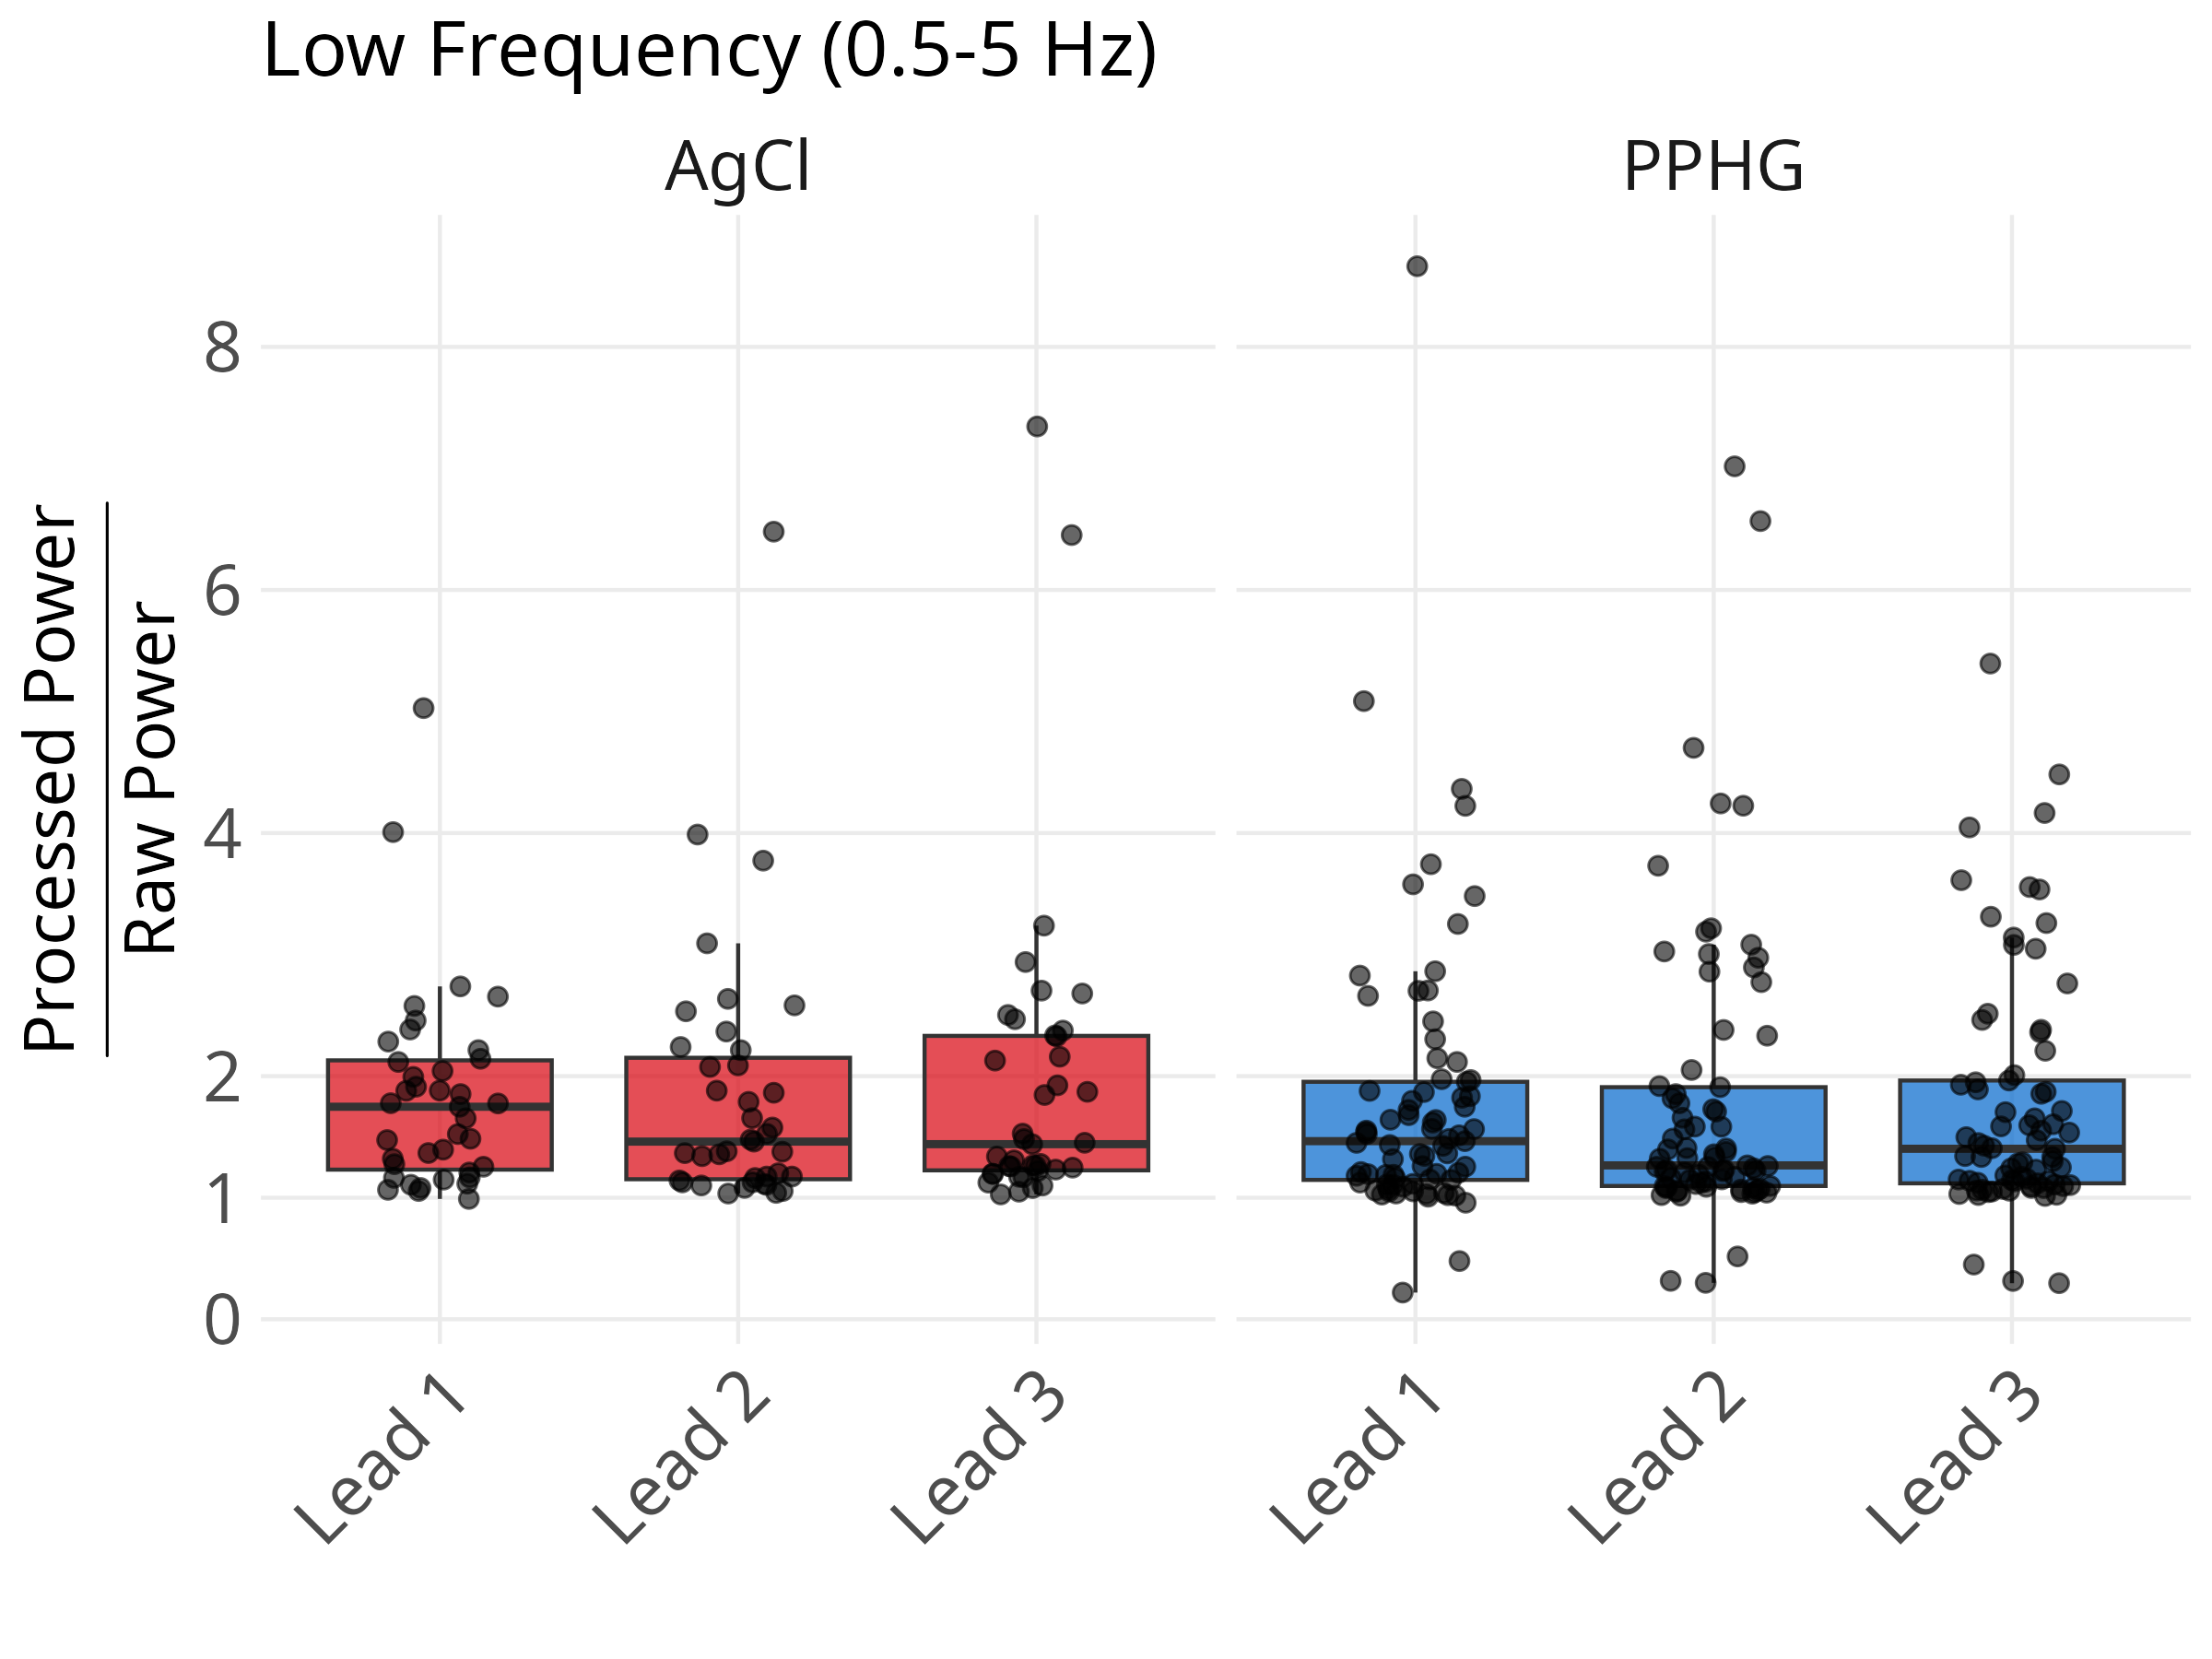 Low Frequency (0.5-5 Hz)
AgCl
PPHG
Processed Power
Raw Power
8
6
4
2
1
0
Lead 1
Lead 2
Lead 3
Lead 1
Lead 2
Lead 3